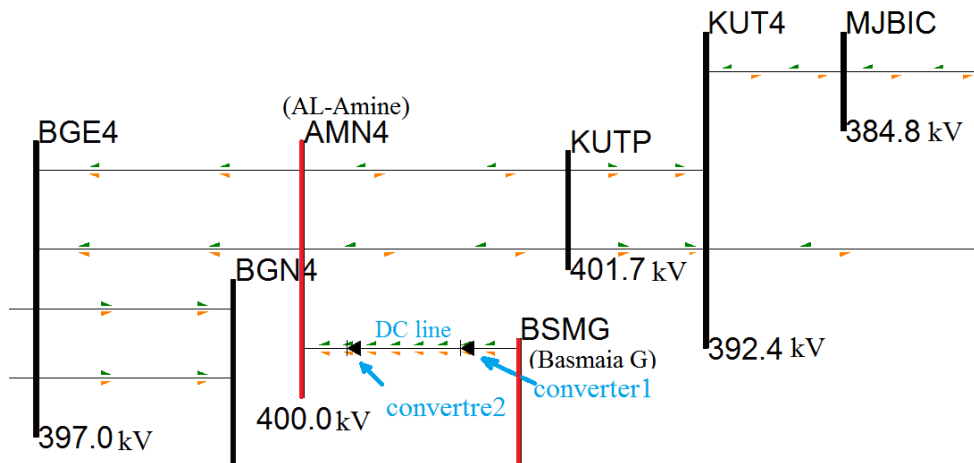 KUT4
MJBIC
(AL-Amine)
BGE4
AMN4
KUTP
384.8 kV
BGN4
401.7 kV
DC line
BSMG
392.4 kV
(Basmaia G)
convertre2
converter1
400.0 kV
397.0 kV